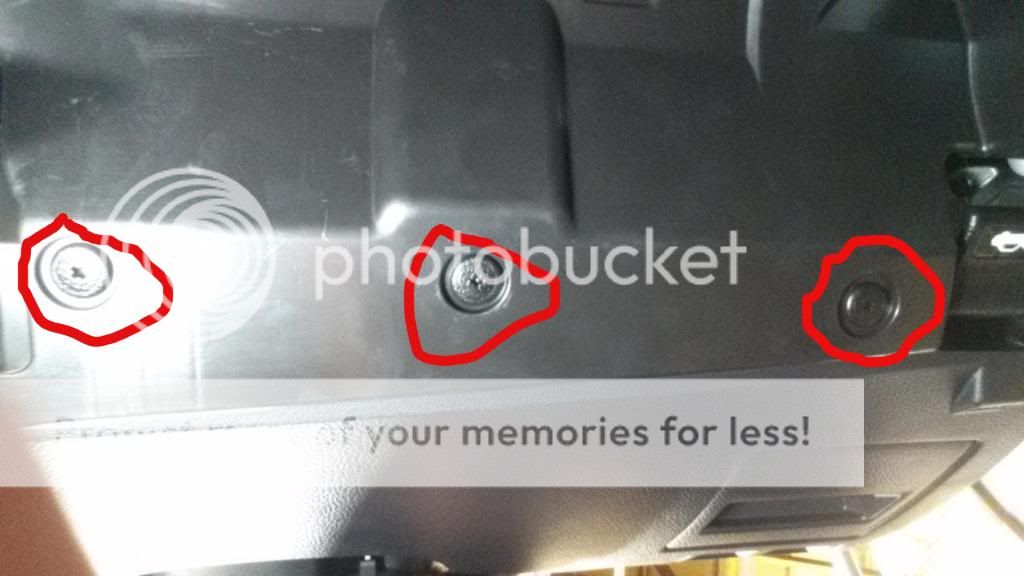 photobucket
of your memories for less!